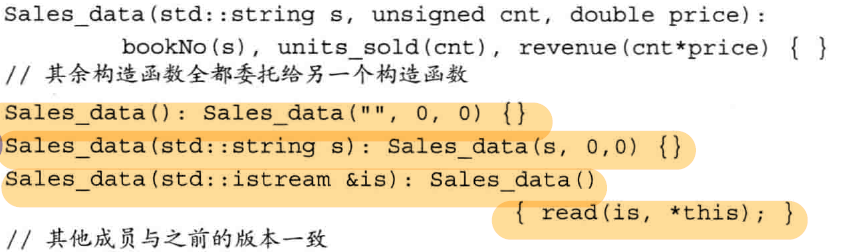 Sales_data(std::string s, unsigned cnt, double price):
bookNo(s), units_sold(cnt), revenue(cnt*price) { }
// 其余构造函数全都委托给另一个构造函数
Sales_data(): Sales_data("", 0, 0) {}
Sales_data(std::string s): Sales_data(s, 0,0) {}
Sales_data(std::istream &is): Sales_data()
{ read(is, *this); }
// 其他成员与之前的版本一致